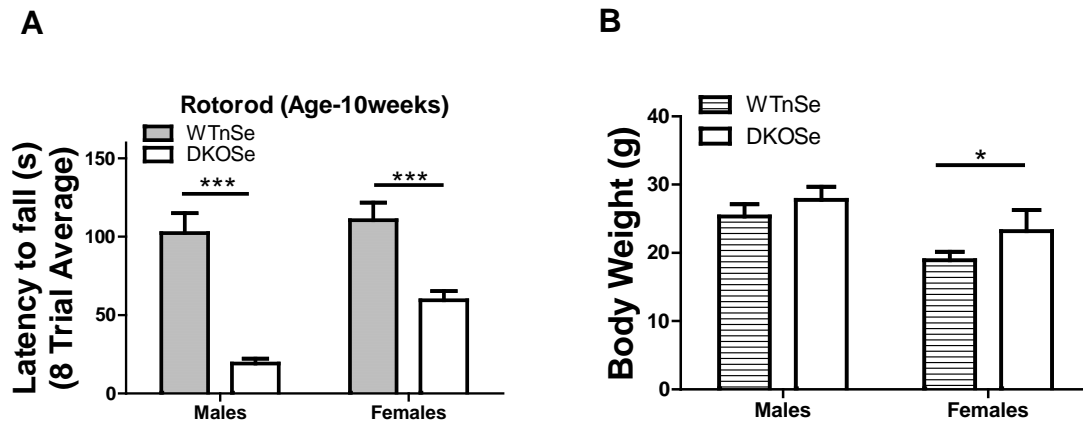 A
Rotorod (Age-10weeks)
WTnSe
DKOSe
Latency to fall (s)
(8 Trial Average)
150
100
50
0
***
***
Males
Females
B
WTnSe
DKOSe
Body Weight (g)
40
30
20
10
0
*
Males
Females